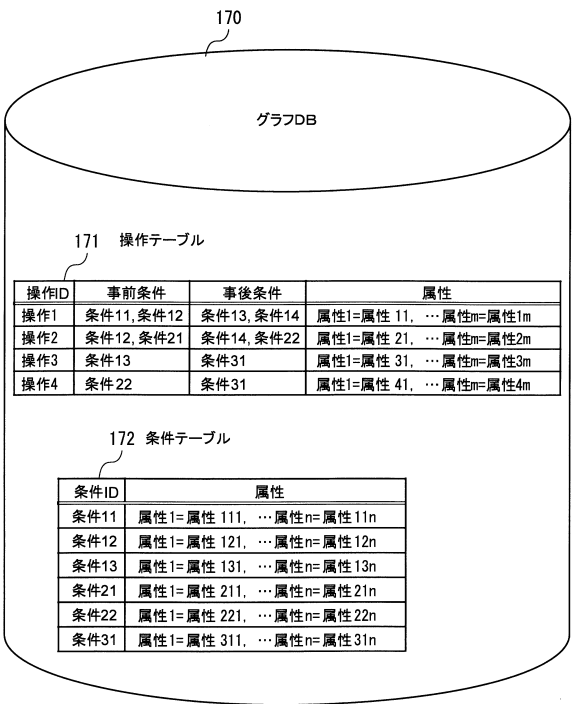 170
グラフDB
171 操作テーブル
操作ID 事前条件 事後条件 属性
操作1 条件11, 条件12 条件13, 条件14 属性1=属性 11, …属性m=属性1m
操作2 条件12, 条件21 条件14, 条件22 属性1=属性 21, …属性m=属性2m
操作3 条件13 条件31 属性1=属性 31, …属性m=属性3m
操作4 条件22 条件31 属性1=属性 41, …属性m=属性4m
172 条件テーブル
条件ID 属性
条件11 属性1=属性 111, …属性n=属性11n
条件12 属性1=属性 121, …属性n=属性12n
条件13 属性1=属性 131, …属性n=属性13n
条件21 属性1=属性 211, …属性n=属性21n
条件22 属性1=属性 221, …属性n=属性22n
条件31 属性1=属性 311, …属性n=属性31n